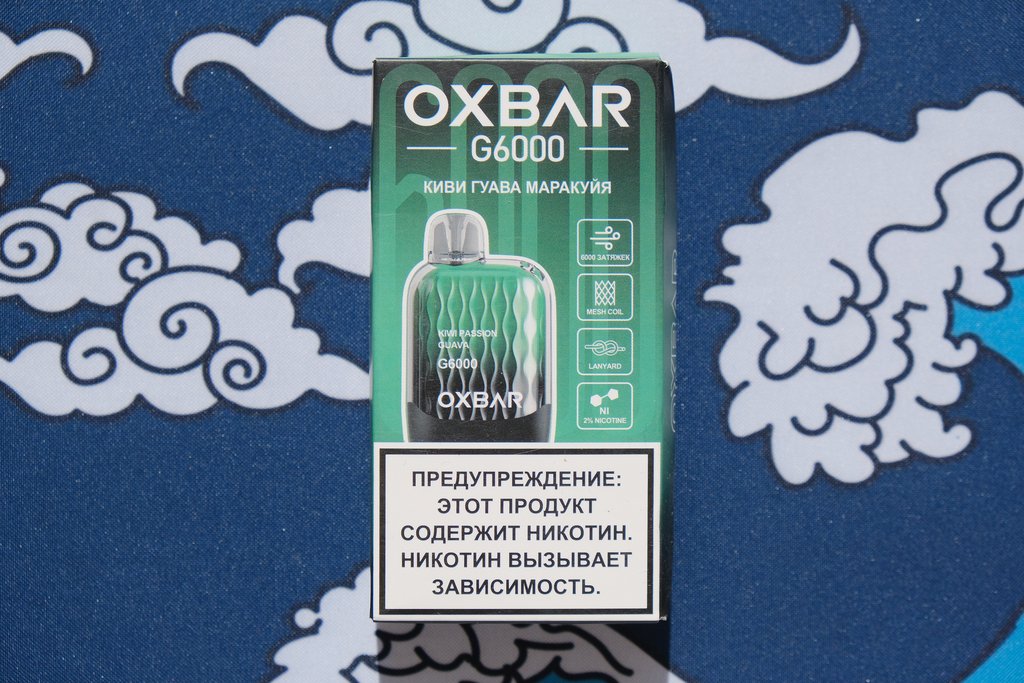 OXBAR
G6000
КИВИ ГУАВА МАРАКУЙЯ
6000 ЗАТЯЖЕК
MESH COIL
LANYARD
NI
2% NICOTINE
KIWI PASSION
GUAVA
G6000
OXBAR
ПРЕДУПРЕЖДЕНИЕ:
ЭТОТ ПРОДУКТ
СОДЕРЖИТ НИКОТИН.
НИКОТИН ВЫЗЫВАЕТ
ЗАВИСИМОСТЬ.